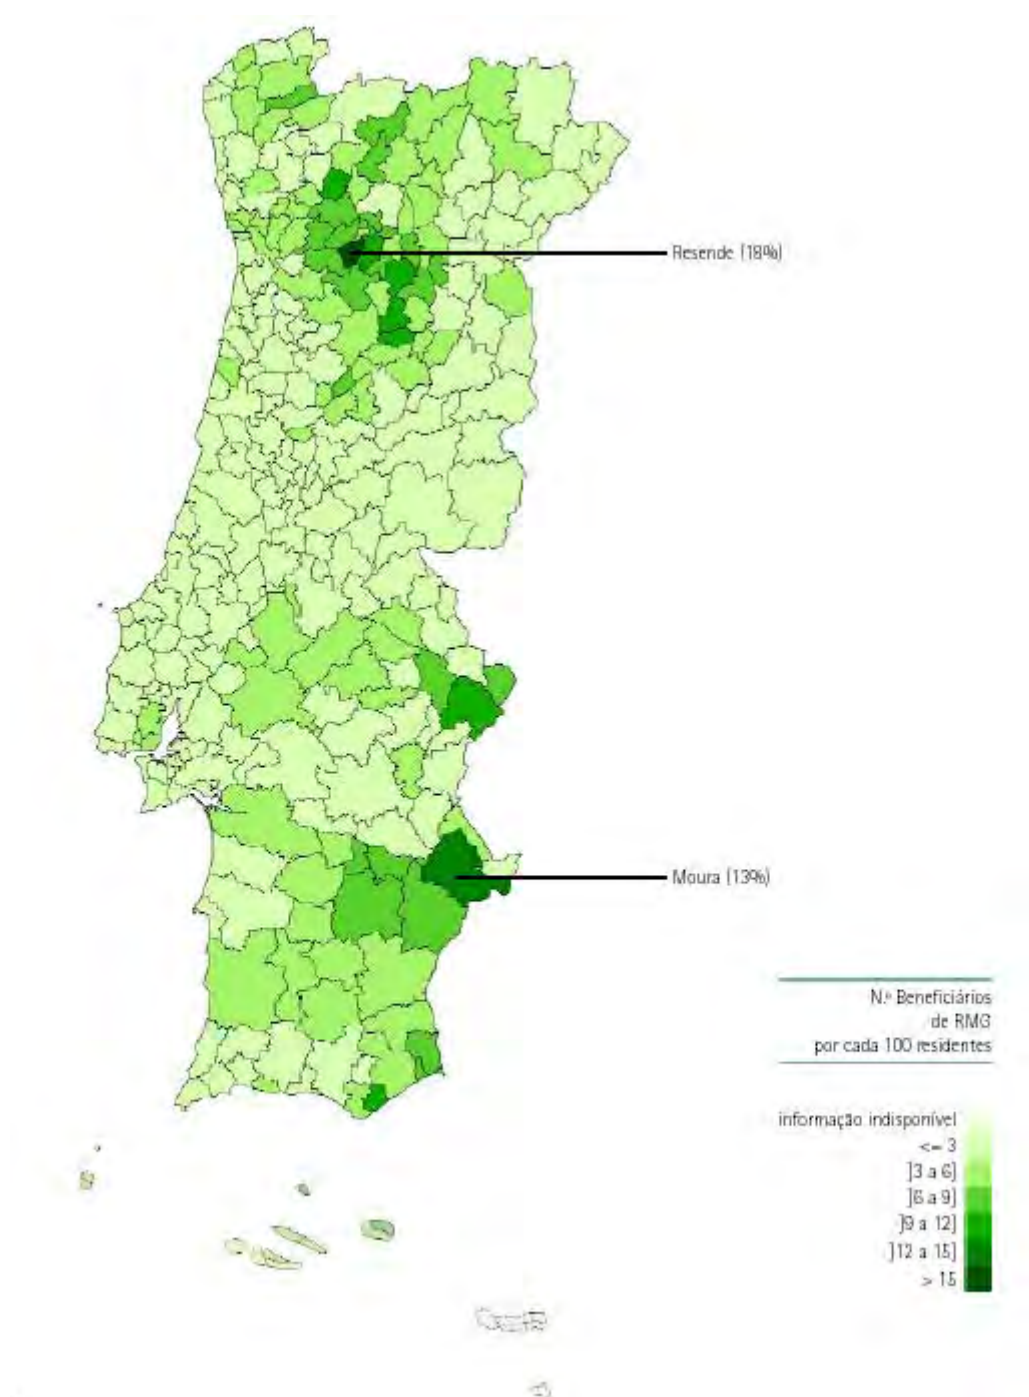 Resende (18%)
Moura (13%)
N.º Beneficiários
de RMG
por cada 100 residentes
informação indisponível
<= 3
]3 a 6]
]6 a 9]
]9 a 12]
]12 a 15]
> 15